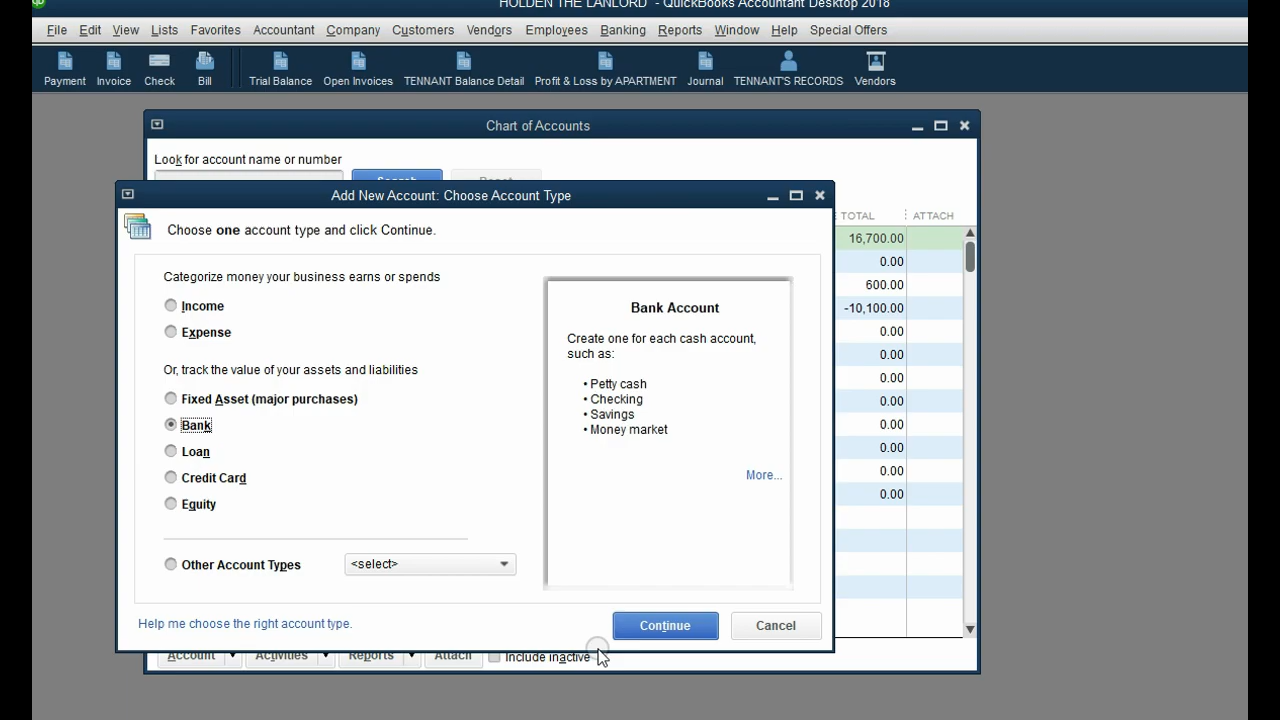 HOLDEN THE LANLORD - QuickBooks Accountant Desktop 2018
File Edit View Lists Favorites Accountant Company Customers Vendors Employees Banking Reports Window Help Special Offers
Payment Invoice Check Bill Trial Balance Open Invoices TENNANT Balance Detail Profit & Loss by APARTMENT Journal TENNANT'S RECORDS Vendors
Chart of Accounts
Look for account name or number
Search Reset
Add New Account: Choose Account Type
TOTAL ATTACH
Choose one account type and click Continue.
16,700.00
0.00
600.00
-10,100.00
0.00
0.00
0.00
0.00
0.00
0.00
0.00
0.00
Categorize money your business earns or spends
Income
Expense
Or, track the value of your assets and liabilities
Fixed Asset (major purchases)
Bank
Loan
Credit Card
Equity
Other Account Types <select>
Bank Account
Create one for each cash account,
such as:
• Petty cash
• Checking
• Savings
• Money market
More...
Help me choose the right account type.
Continue Cancel
Account Activities Reports Attach Include inactive